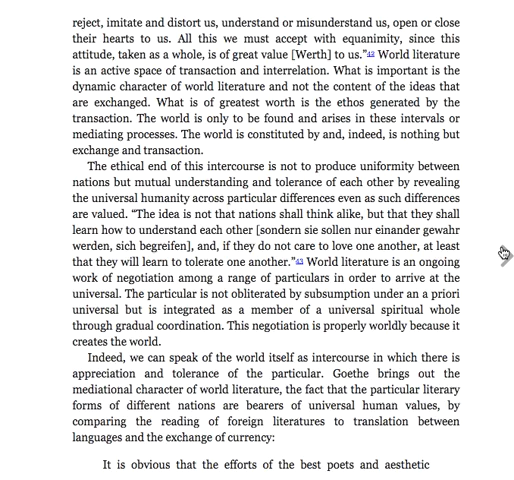 reject, imitate and distort us, understand or misunderstand us, open or close
their hearts to us. All this we must accept with equanimity, since this
attitude, taken as a whole, is of great value [Werth] to us.”42 World literature
is an active space of transaction and interrelation. What is important is the
dynamic character of world literature and not the content of the ideas that
are exchanged. What is of greatest worth is the ethos generated by the
transaction. The world is only to be found and arises in these intervals or
mediating processes. The world is constituted by and, indeed, is nothing but
exchange and transaction.
The ethical end of this intercourse is not to produce uniformity between
nations but mutual understanding and tolerance of each other by revealing
the universal humanity across particular differences even as such differences
are valued. “The idea is not that nations shall think alike, but that they shall
learn how to understand each other [sondern sie sollen nur einander gewahr
werden, sich begreifen], and, if they do not care to love one another, at least
that they will learn to tolerate one another.”43 World literature is an ongoing
work of negotiation among a range of particulars in order to arrive at the
universal. The particular is not obliterated by subsumption under an a priori
universal but is integrated as a member of a universal spiritual whole
through gradual coordination. This negotiation is properly worldly because it
creates the world.
Indeed, we can speak of the world itself as intercourse in which there is
appreciation and tolerance of the particular. Goethe brings out the
mediational character of world literature, the fact that the particular literary
forms of different nations are bearers of universal human values, by
comparing the reading of foreign literatures to translation between
languages and the exchange of currency:
It is obvious that the efforts of the best poets and aesthetic